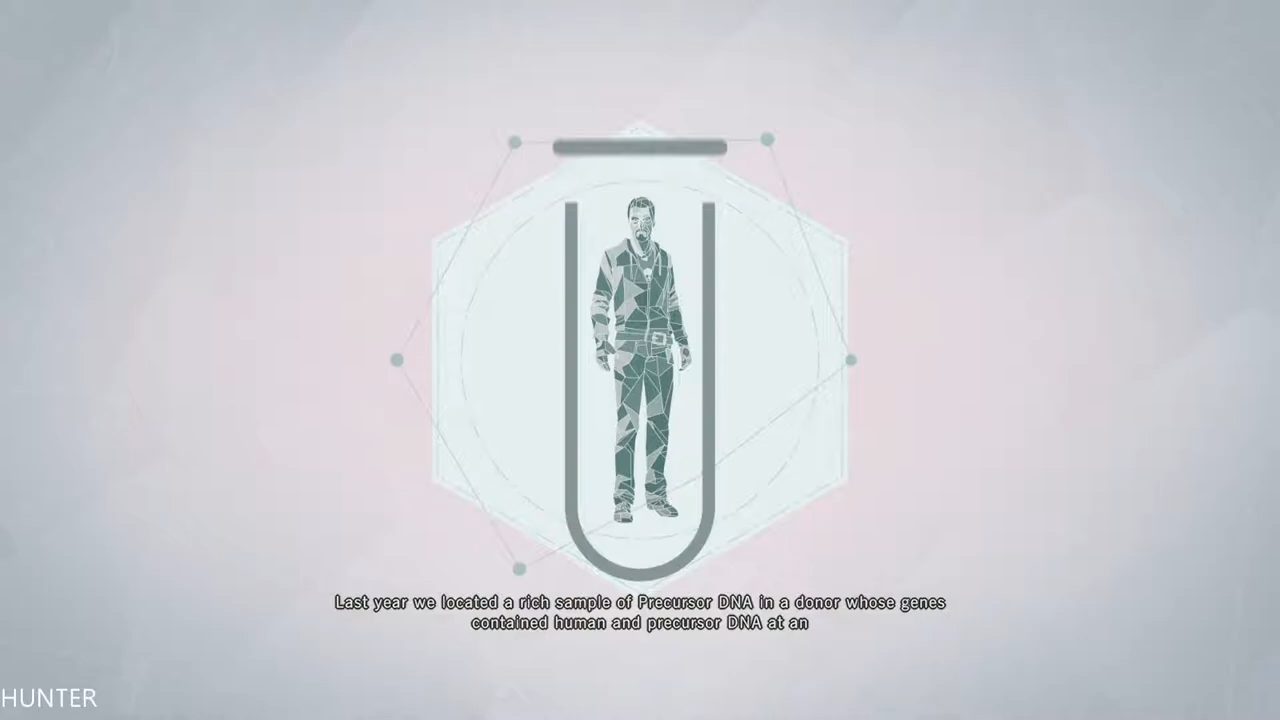 Last year we located a rich sample of Precursor DNA in a donor whose genes
contained human and precursor DNA at an
HUNTER